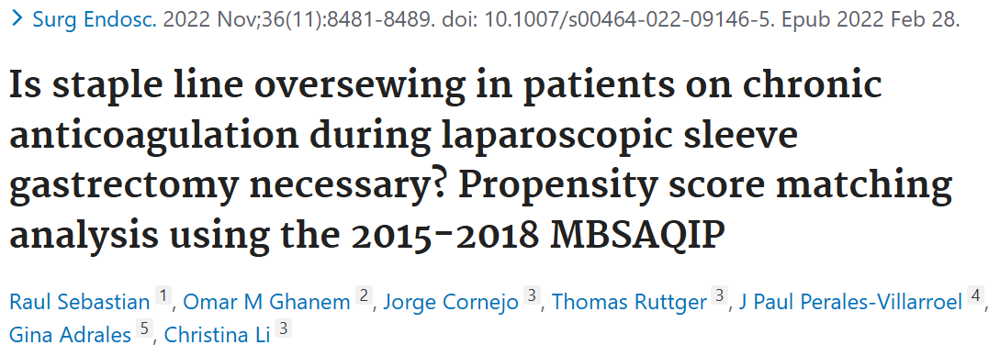 Surg Endosc. 2022 Nov;36(11):8481-8489. doi: 10.1007/s00464-022-09146-5. Epub 2022 Feb 28.
Is staple line oversewing in patients on chronic
anticoagulation during laparoscopic sleeve
gastrectomy necessary? Propensity score matching
analysis using the 2015-2018 MBSAQIP
Raul Sebastian 1, Omar M Ghanem 2, Jorge Cornejo 3, Thomas Ruttger 3, J Paul Perales-Villarroel 4,
Gina Adrales 5, Christina Li 3